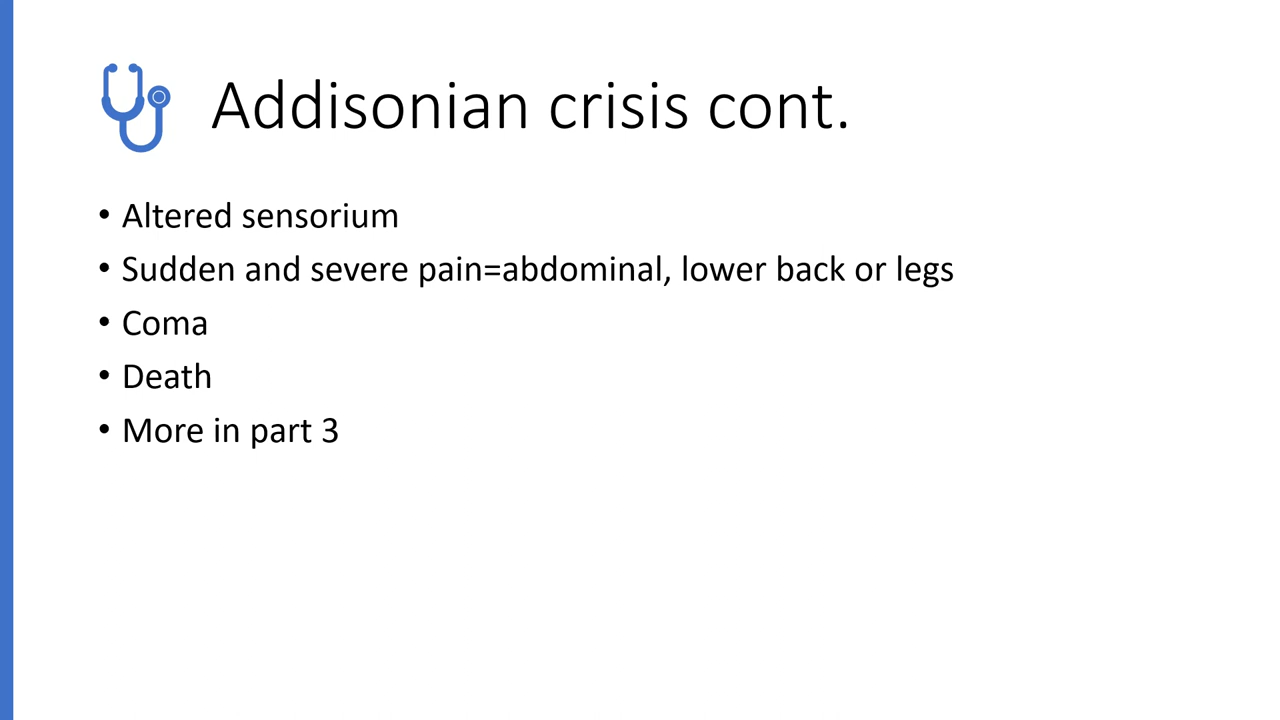 Addisonian crisis cont.
• Altered sensorium
• Sudden and severe pain=abdominal, lower back or legs
• Coma
• Death
• More in part 3